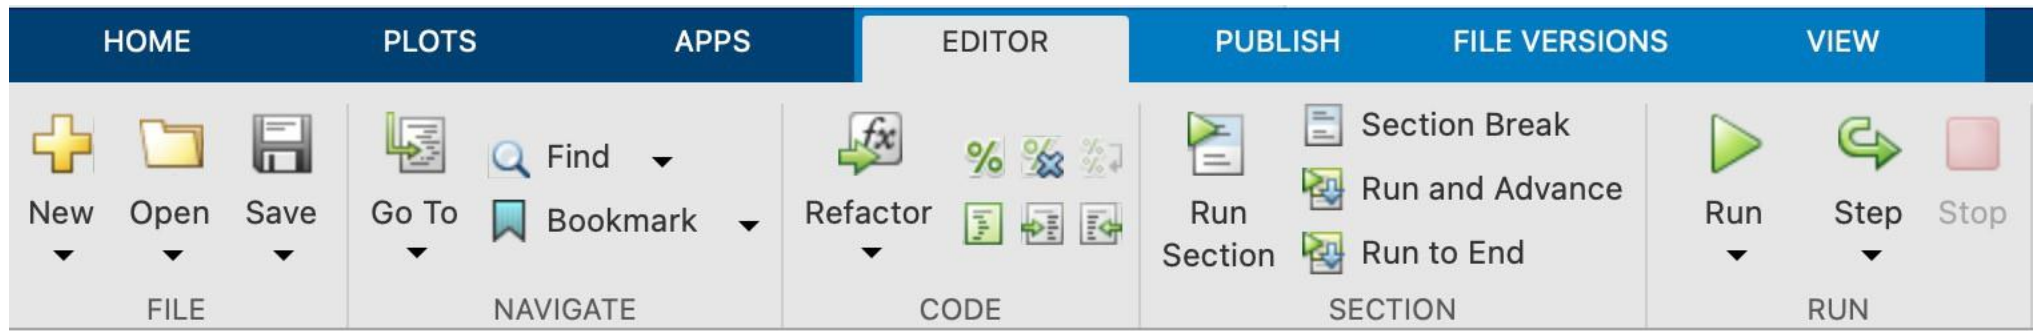 HOME PLOTS APPS EDITOR PUBLISH FILE VERSIONS VIEW
New Open Save
FILE
Go To
Find
Bookmark
NAVIGATE
Refactor
fx
% % %
CODE
Run
Section
Section Break
Run and Advance
Run to End
SECTION
Run Step Stop
RUN